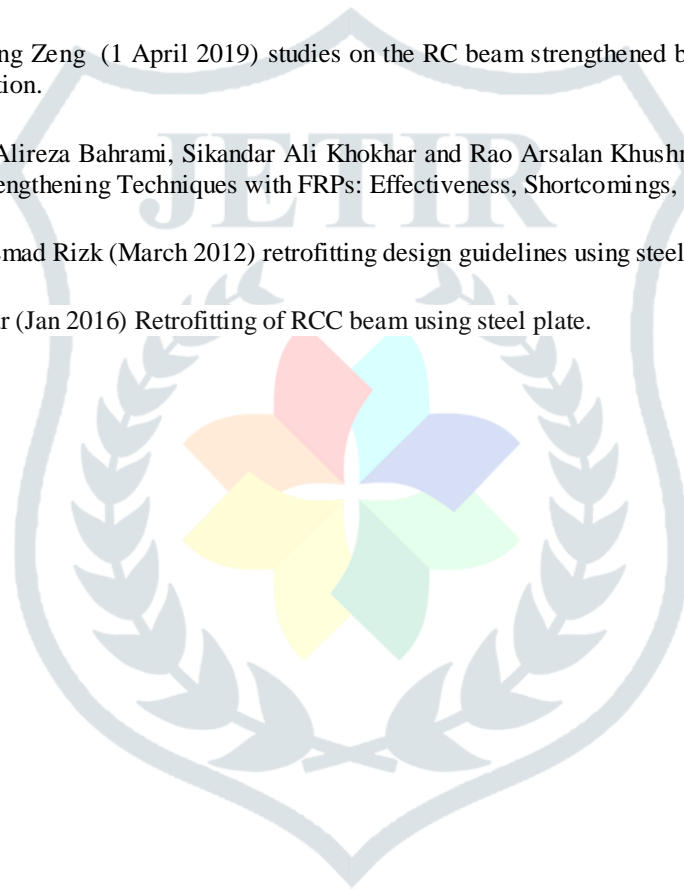 ng Zeng (1 April 2019) studies on the RC beam strengthened b
tion.
Alireza Bahrami, Sikandar Ali Khokhar and Rao Arsalan Khushn
engthening Techniques with FRPs: Effectiveness, Shortcomings,
mad Rizk (March 2012) retrofitting design guidelines using steel
JETIR
r (Jan 2016) Retrofitting of RCC beam using steel plate.